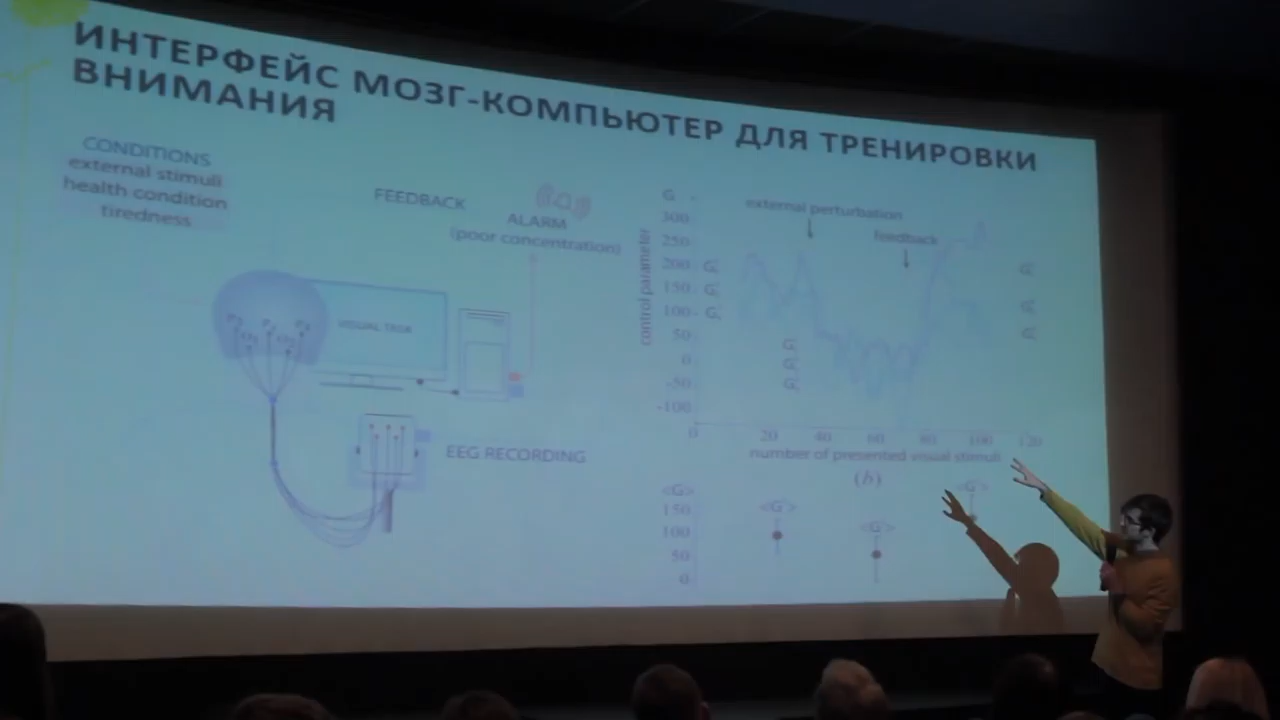 ИНТЕРФЕЙС МОЗГ-КОМПЬЮТЕР ДЛЯ ТРЕНИРОВКИ
ВНИМАНИЯ
CONDITIONS
external stimuli
health condition
tiredness
FEEDBACK
ALARM
(poor concentration)
VISUAL TASK
EEG RECORDING
control parameter
G
300
250
200
150
100
50
0
-50
-100
external perturbation
feedback
0 20 40 60 80 100 120
number of presented visual stimuli
(b)
<G>
150
100
50
0
<G>
<G>
<G>